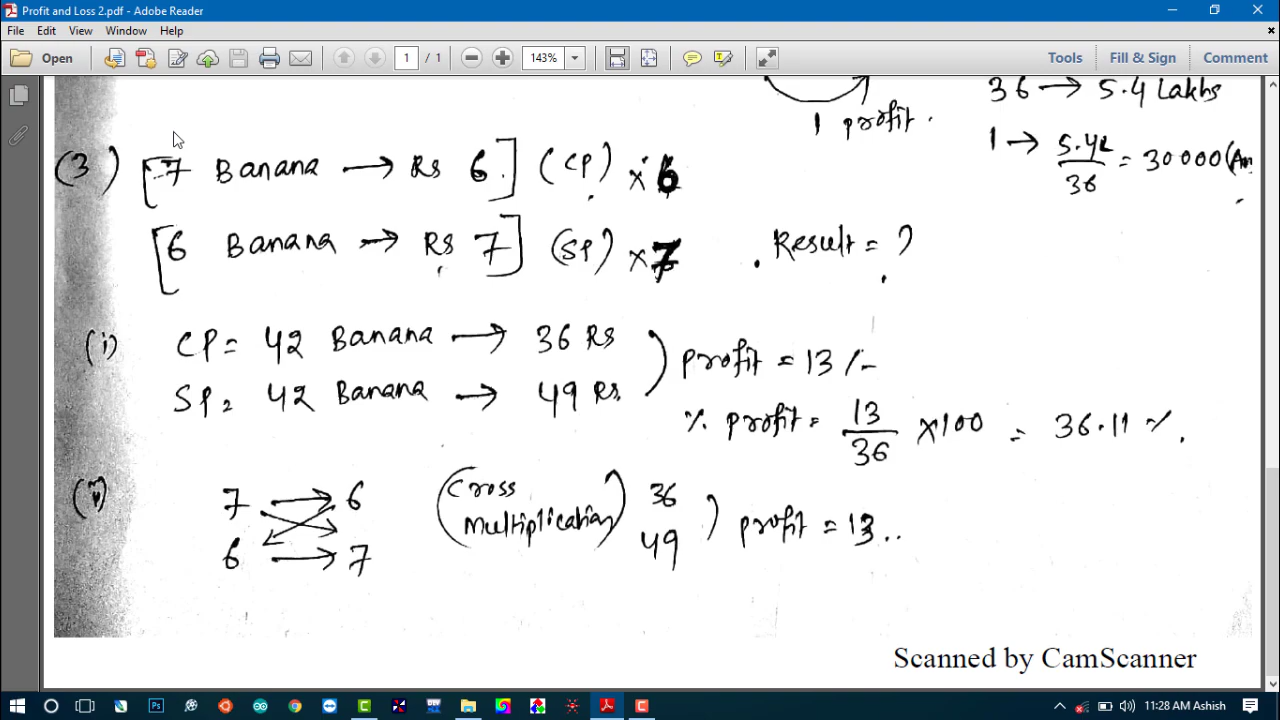 Profit and Loss 2.pdf - Adobe Reader
File Edit View Window Help
Open 1 / 1 143% Tools Fill & Sign Comment
36 → 5.4 Lakhs
1 profit.
1 → 5.4L/36 = 30000 (An
(3) [7 Banana → Rs 6] (CP) × 6
[6 Banana → Rs 7] (SP) × 7 . Result = ?
(i) CP = 42 Banana → 36 Rs
SP = 42 Banana → 49 Rs
) profit = 13 /-
% profit = 13/36 ×100 = 36.11 %.
(ii) 7 → 6 (Cross Multiplication) 36
6 → 7 49
) profit = 13..
Scanned by CamScanner
11:28 AM Ashish